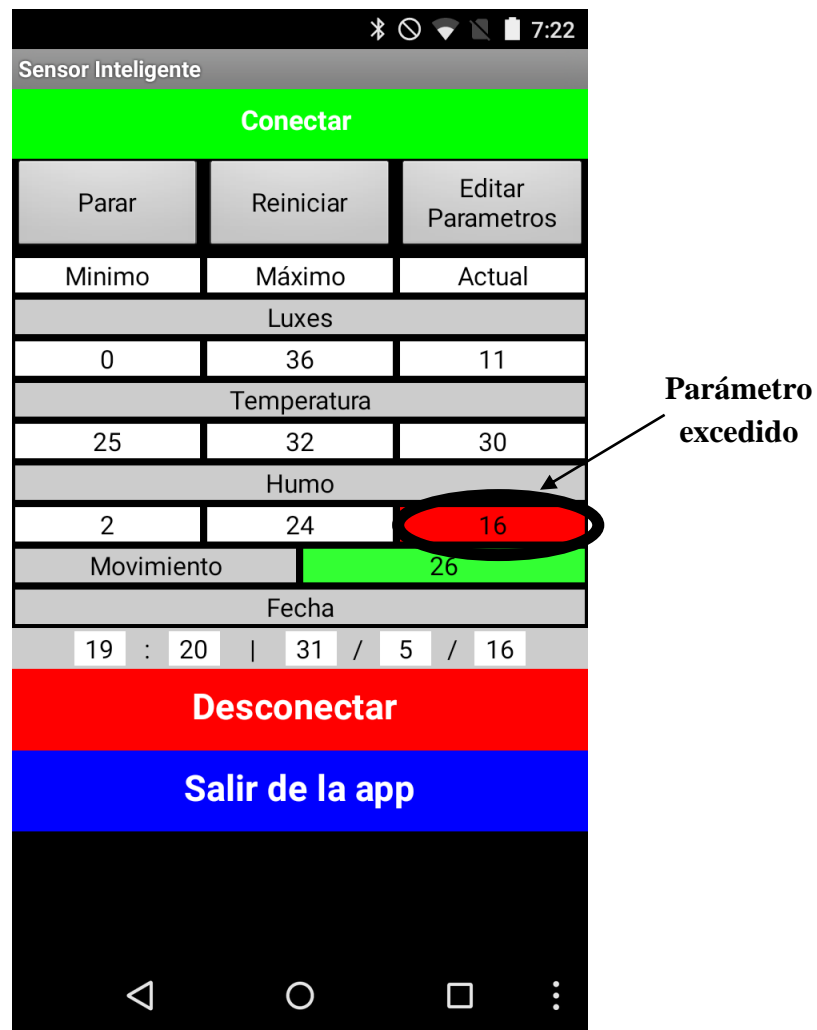 7:22
Sensor Inteligente
Conectar
Parar Reiniciar Editar Parametros
Minimo Máximo Actual
Luxes
0 36 11
Temperatura
25 32 30
Humo
2 24 16
Movimiento 26
Fecha
19 : 20 | 31 / 5 / 16
Desconectar
Salir de la app
Parámetro
excedido